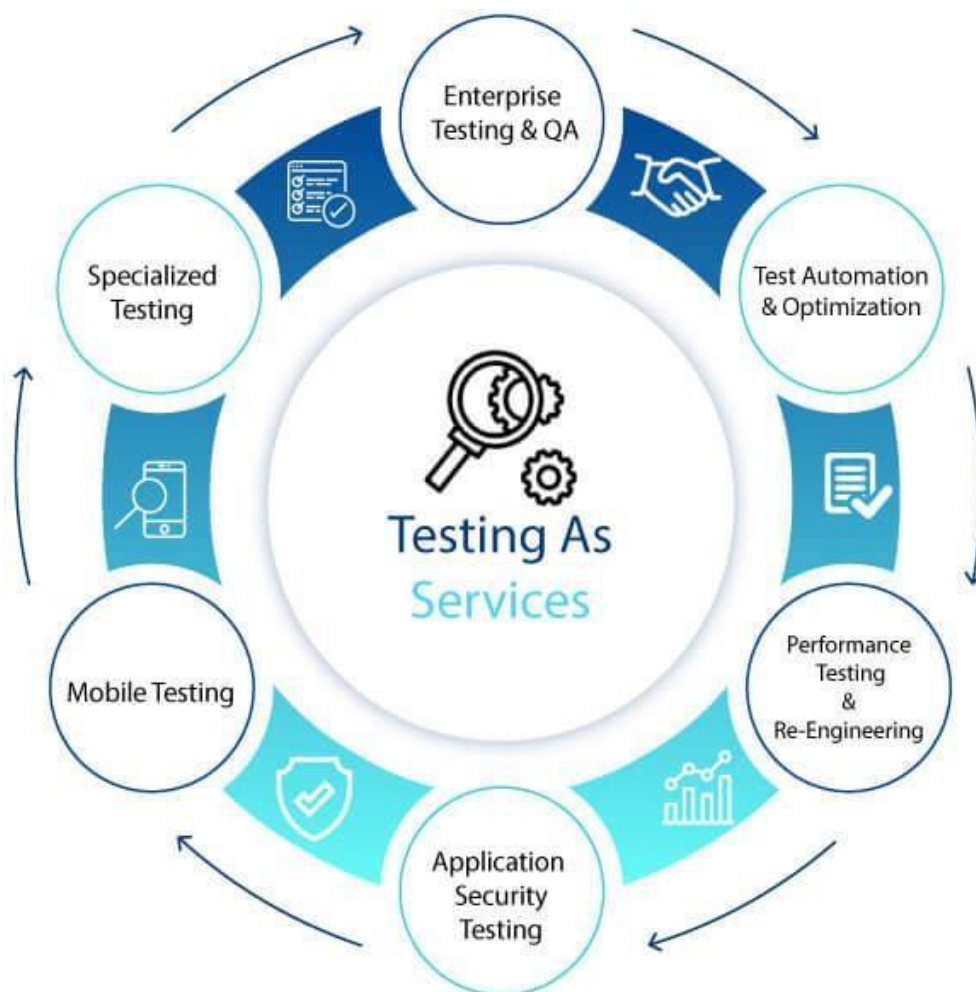 Enterprise
Testing & QA
Test Automation
& Optimization
Performance
Testing
&
Re-Engineering
Application
Security
Testing
Mobile Testing
Specialized
Testing
Testing As
Services